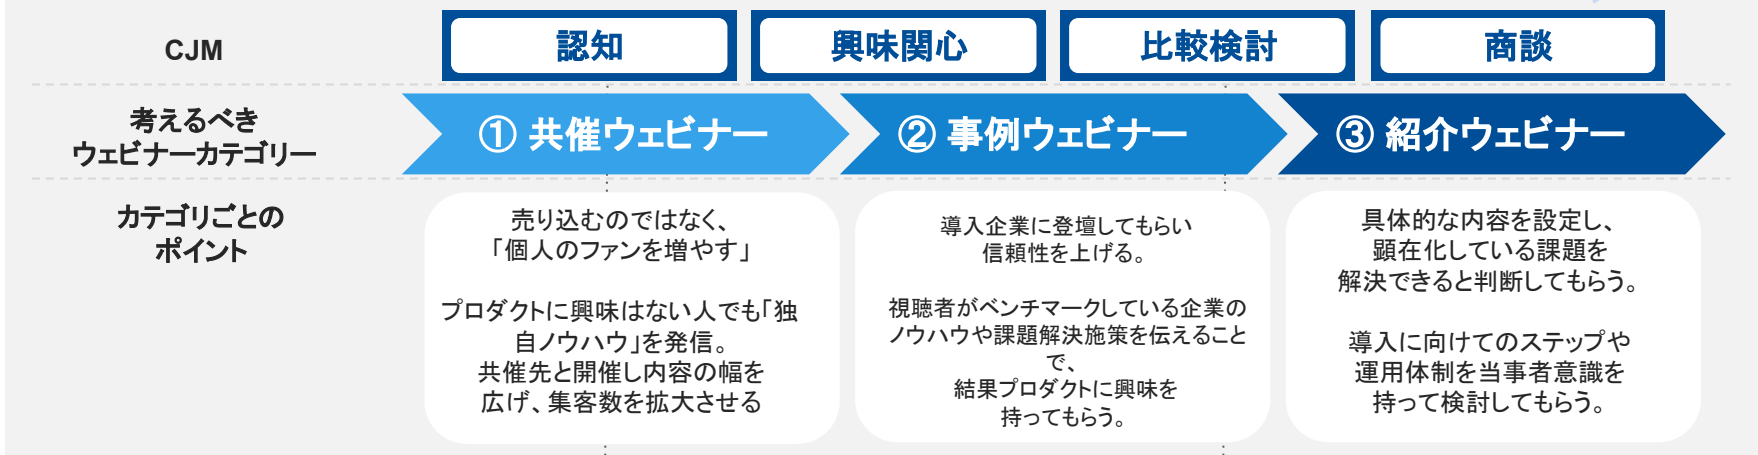 CJM
認知
興味関心
比較検討
商談
考えるべき
ウェビナーカテゴリー
① 共催ウェビナー
② 事例ウェビナー
③ 紹介ウェビナー
カテゴリごとの
ポイント
売り込むのではなく、
「個人のファンを増やす」
プロダクトに興味はない人でも「独
自ノウハウ」を発信。
共催先と開催し内容の幅を
広げ、集客数を拡大させる
導入企業に登壇してもらい
信頼性を上げる。
視聴者がベンチマークしている企業の
ノウハウや課題解決施策を伝えること
で、
結果プロダクトに興味を
持ってもらう。
具体的な内容を設定し、
顕在化している課題を
解決できると判断してもらう。
導入に向けてのステップや
運用体制を当事者意識を
持って検討してもらう。